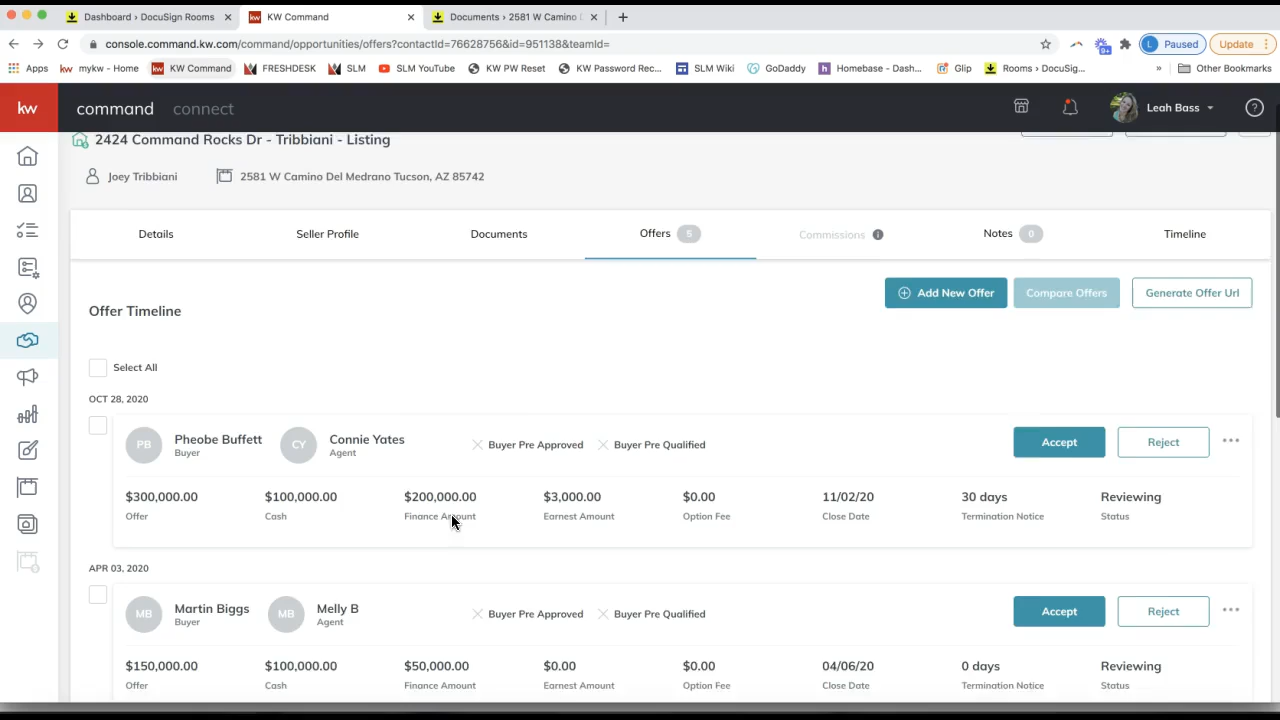 Dashboard › DocuSign Rooms
KW Command
Documents › 2581 W Camino
console.command.kw.com/command/opportunities/offers?contactId=76628756&id=951138&teamId=
L
Paused
Update
Apps
kw
mykw - Home
KW Command
FRESHDESK
SLM
SLM YouTube
KW PW Reset
KW Password Rec...
SLM Wiki
GoDaddy
h
Homebase - Dash...
Glip
Rooms › DocuSig...
»
Other Bookmarks
kw
command
connect
Leah Bass
2424 Command Rocks Dr - Tribbiani - Listing
Joey Tribbiani
2581 W Camino Del Medrano Tucson, AZ 85742
Details
Seller Profile
Documents
Offers 5
Commissions
Notes 0
Timeline
Offer Timeline
Add New Offer
Compare Offers
Generate Offer Url
Select All
OCT 28, 2020
PB
Pheobe Buffett
Buyer
CY
Connie Yates
Agent
Buyer Pre Approved
Buyer Pre Qualified
Accept
Reject
$300,000.00
Offer
$100,000.00
Cash
$200,000.00
Finance Amount
$3,000.00
Earnest Amount
$0.00
Option Fee
11/02/20
Close Date
30 days
Termination Notice
Reviewing
Status
APR 03, 2020
MB
Martin Biggs
Buyer
MB
Melly B
Agent
Buyer Pre Approved
Buyer Pre Qualified
Accept
Reject
$150,000.00
Offer
$100,000.00
Cash
$50,000.00
Finance Amount
$0.00
Earnest Amount
$0.00
Option Fee
04/06/20
Close Date
0 days
Termination Notice
Reviewing
Status